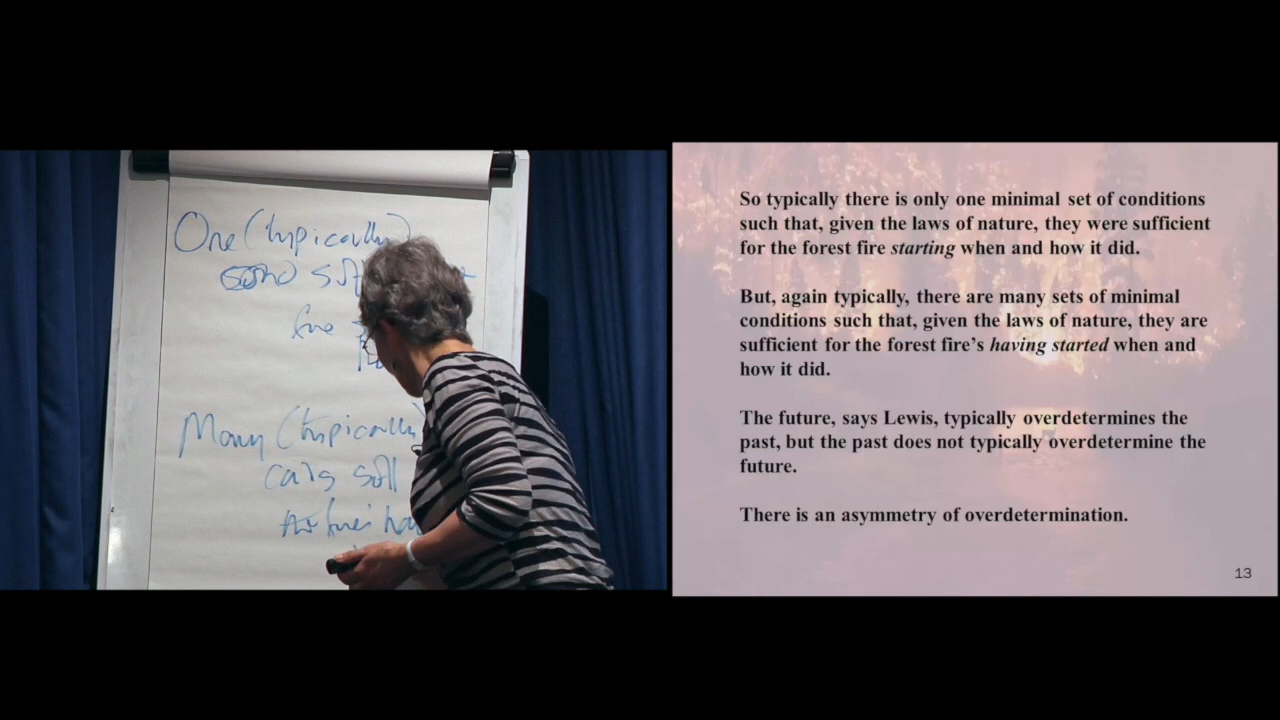 One (typically)
suff
fire
Many (typically)
suff
So typically there is only one minimal set of conditions
such that, given the laws of nature, they were sufficient
for the forest fire starting when and how it did.
But, again typically, there are many sets of minimal
conditions such that, given the laws of nature, they are
sufficient for the forest fire’s having started when and
how it did.
The future, says Lewis, typically overdetermines the
past, but the past does not typically overdetermine the
future.
There is an asymmetry of overdetermination.
13